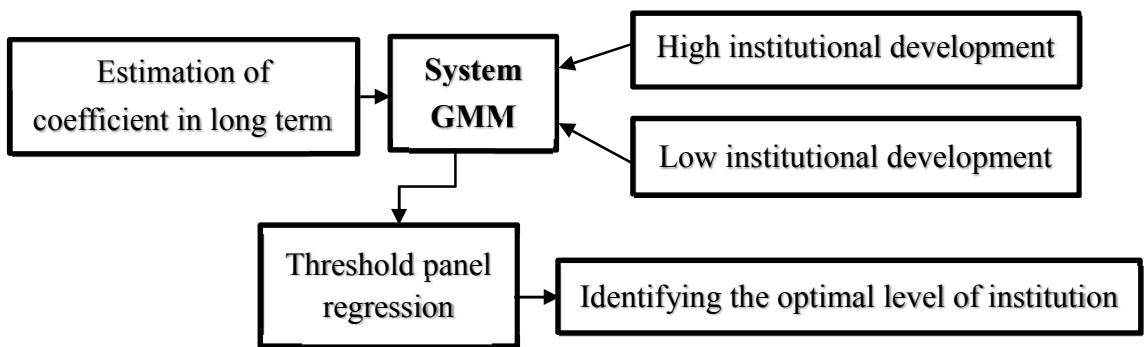 Estimation of
coefficient in long term
System
GMM
High institutional development
Low institutional development
Threshold panel
regression
Identifying the optimal level of institution